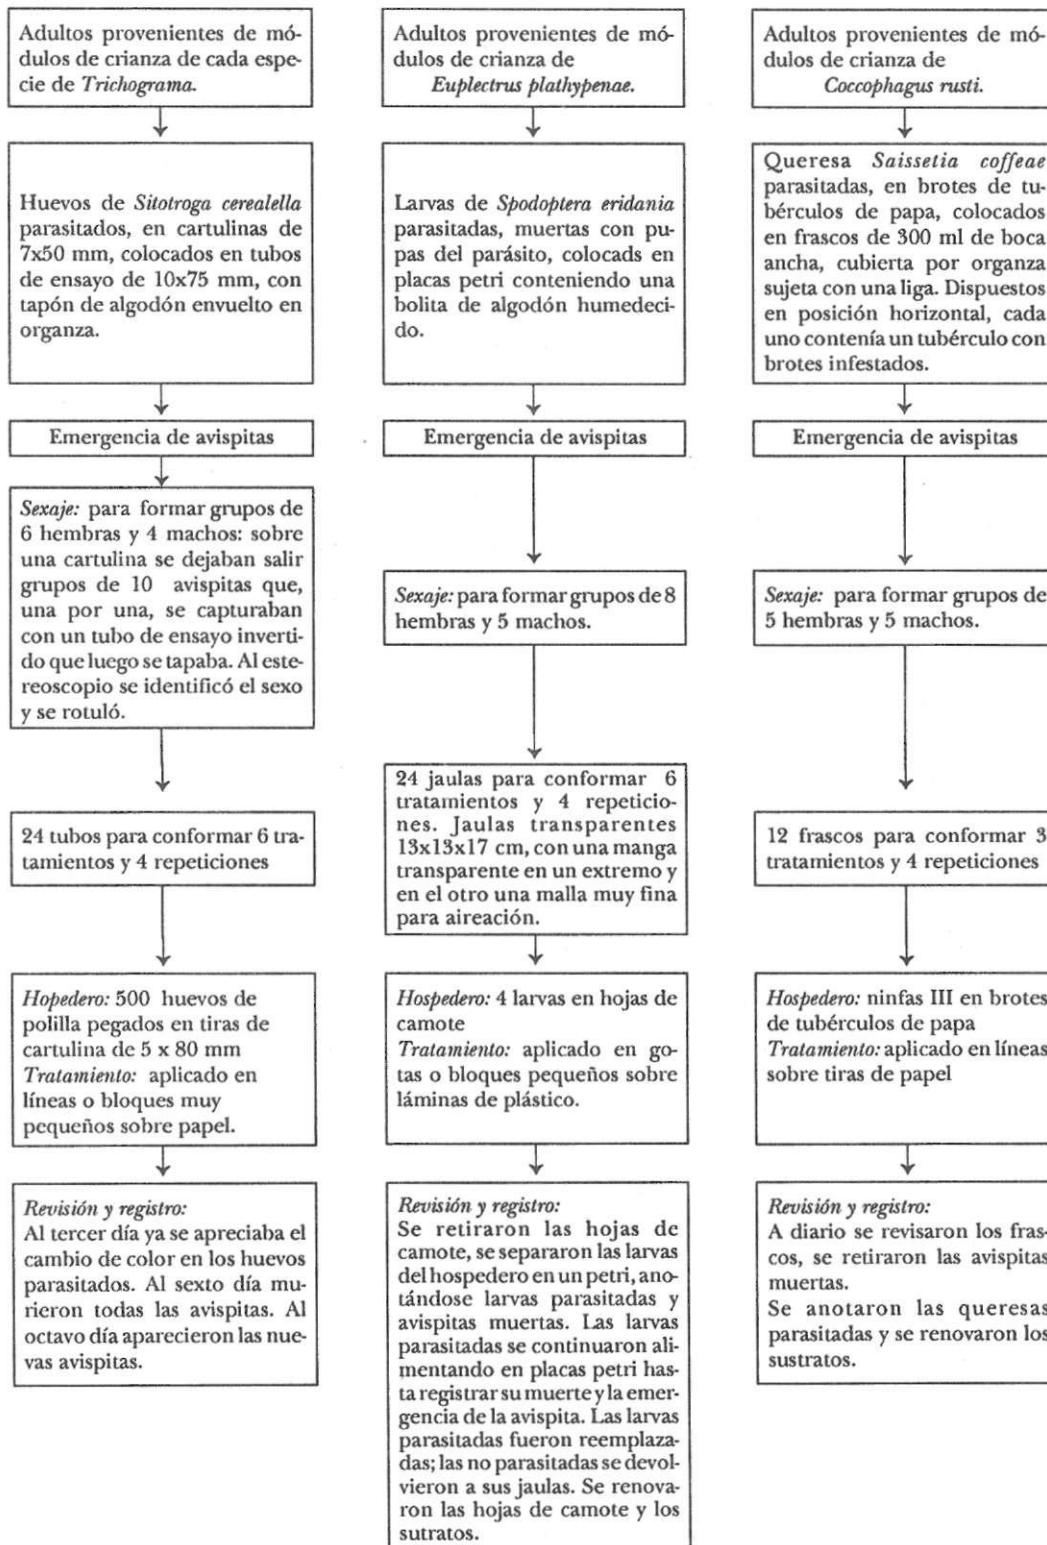 Adultos provenientes de mó-
dulos de crianza de cada espe-
cie de Trichograma.
Huevos de Sitotroga cerealella
parasitados, en cartulinas de
7x50 mm, colocados en tubos
de ensayo de 10x75 mm, con
tapón de algodón envuelto en
organza.
Emergencia de avispitas
Sexaje: para formar grupos de
6 hembras y 4 machos: sobre
una cartulina se dejaban salir
grupos de 10 avispitas que,
una por una, se capturaban
con un tubo de ensayo inverti-
do que luego se tapaba. Al este-
reoscopio se identificó el sexo
y se rotuló.
24 tubos para conformar 6 tra-
tamientos y 4 repeticiones
Hopedero: 500 huevos de
polilla pegados en tiras de
cartulina de 5 x 80 mm
Tratamiento: aplicado en
líneas o bloques muy
pequeños sobre papel.
Revisión y registro:
Al tercer día ya se apreciaba el
cambio de color en los huevos
parasitados. Al sexto día mu-
rieron todas las avispitas. Al
octavo día aparecieron las nue-
vas avispitas.
Adultos provenientes de mó-
dulos de crianza de
Euplectrus plathypenae.
Larvas de Spodoptera eridania
parasitadas, muertas con pu-
pas del parásito, colocads en
placas petri conteniendo una
bolita de algodón humedeci-
do.
Emergencia de avispitas
Sexaje: para formar grupos de 8
hembras y 5 machos.
24 jaulas para conformar 6
tratamientos y 4 repeticio-
nes. Jaulas transparentes
13x13x17 cm, con una manga
transparente en un extremo y
en el otro una malla muy fina
para aireación.
Hospedero: 4 larvas en hojas de
camote
Tratamiento: aplicado en go-
tas o bloques pequeños sobre
láminas de plástico.
Revisión y registro:
Se retiraron las hojas de
camote, se separaron las larvas
del hospedero en un petri, ano-
tándose larvas parasitadas y
avispitas muertas. Las larvas
parasitadas se continuaron ali-
mentando en placas petri has-
ta registrar su muerte y la emer-
gencia de la avispita. Las larvas
parasitadas fueron reemplaza-
das; las no parasitadas se devol-
vieron a sus jaulas. Se renova-
ron las hojas de camote y los
sutratos.
Adultos provenientes de mó-
dulos de crianza de
Coccophagus rusti.
Queresa Saissetia coffeae
parasitadas, en brotes de tu-
bérculos de papa, colocados
en frascos de 300 ml de boca
ancha, cubierta por organza
sujeta con una liga. Dispuestos
en posición horizontal, cada
uno contenía un tubérculo con
brotes infestados.
Emergencia de avispitas
Sexaje: para formar grupos de
5 hembras y 5 machos.
12 frascos para conformar 3
tratamientos y 4 repeticiones
Hospedero: ninfas III en brotes
de tubérculos de papa
Tratamiento: aplicado en líneas
sobre tiras de papel
Revisión y registro:
A diario se revisaron los fras-
cos, se retiraron las avispitas
muertas.
Se anotaron las queresas
parasitadas y se renovaron los
sustratos.